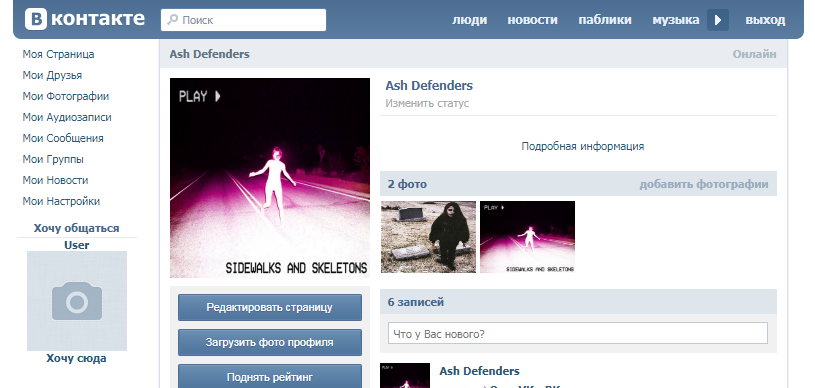 В контакте
Поиск
люди новости паблики музыка выход
Моя Страница
Мои Друзья
Мои Фотографии
Мои Аудиозаписи
Мои Сообщения
Мои Группы
Мои Новости
Мои Настройки
Хочу общаться
User
Хочу сюда
Ash Defenders Онлайн
PLAY
SIDEWALKS AND SKELETONS
Редактировать страницу
Загрузить фото профиля
Поднять рейтинг
Ash Defenders
Изменить статус
Подробная информация
2 фото добавить фотографии
PLAY
SIDEWALKS AND SKELETONS
6 записей
Что у Вас нового?
Ash Defenders